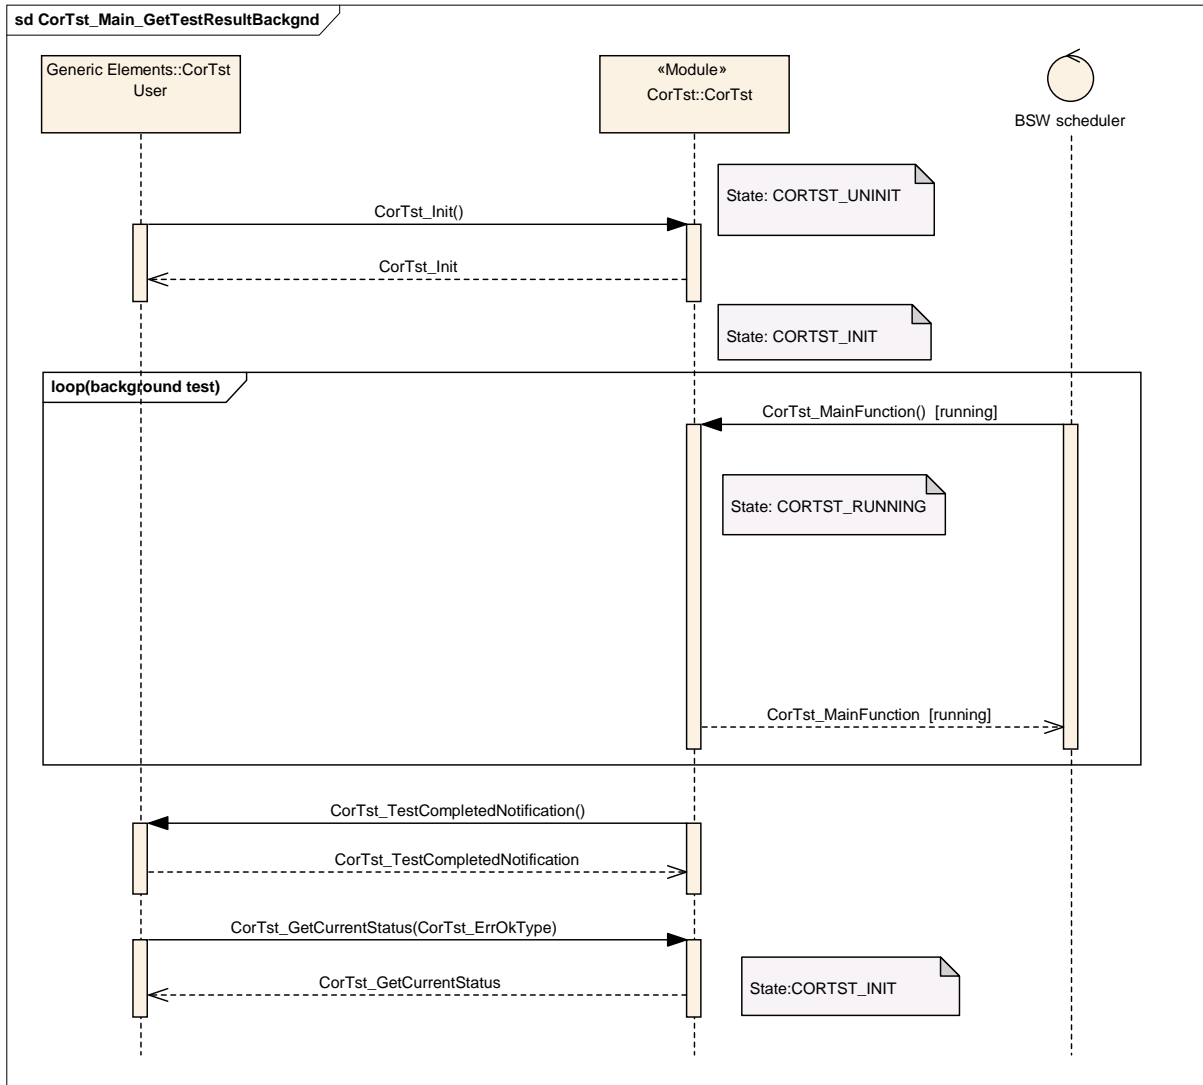 sd CorTst_Main_GetTestResultBackgnd
Generic Elements::CorTst
User
«Module»
CorTst::CorTst
BSW scheduler
State: CORTST_UNINIT
CorTst_Init()
CorTst_Init
State: CORTST_INIT
loop(background test)
CorTst_MainFunction()  [running]
State: CORTST_RUNNING
CorTst_MainFunction  [running]
CorTst_TestCompletedNotification()
CorTst_TestCompletedNotification
CorTst_GetCurrentStatus(CorTst_ErrOkType)
CorTst_GetCurrentStatus
State:CORTST_INIT